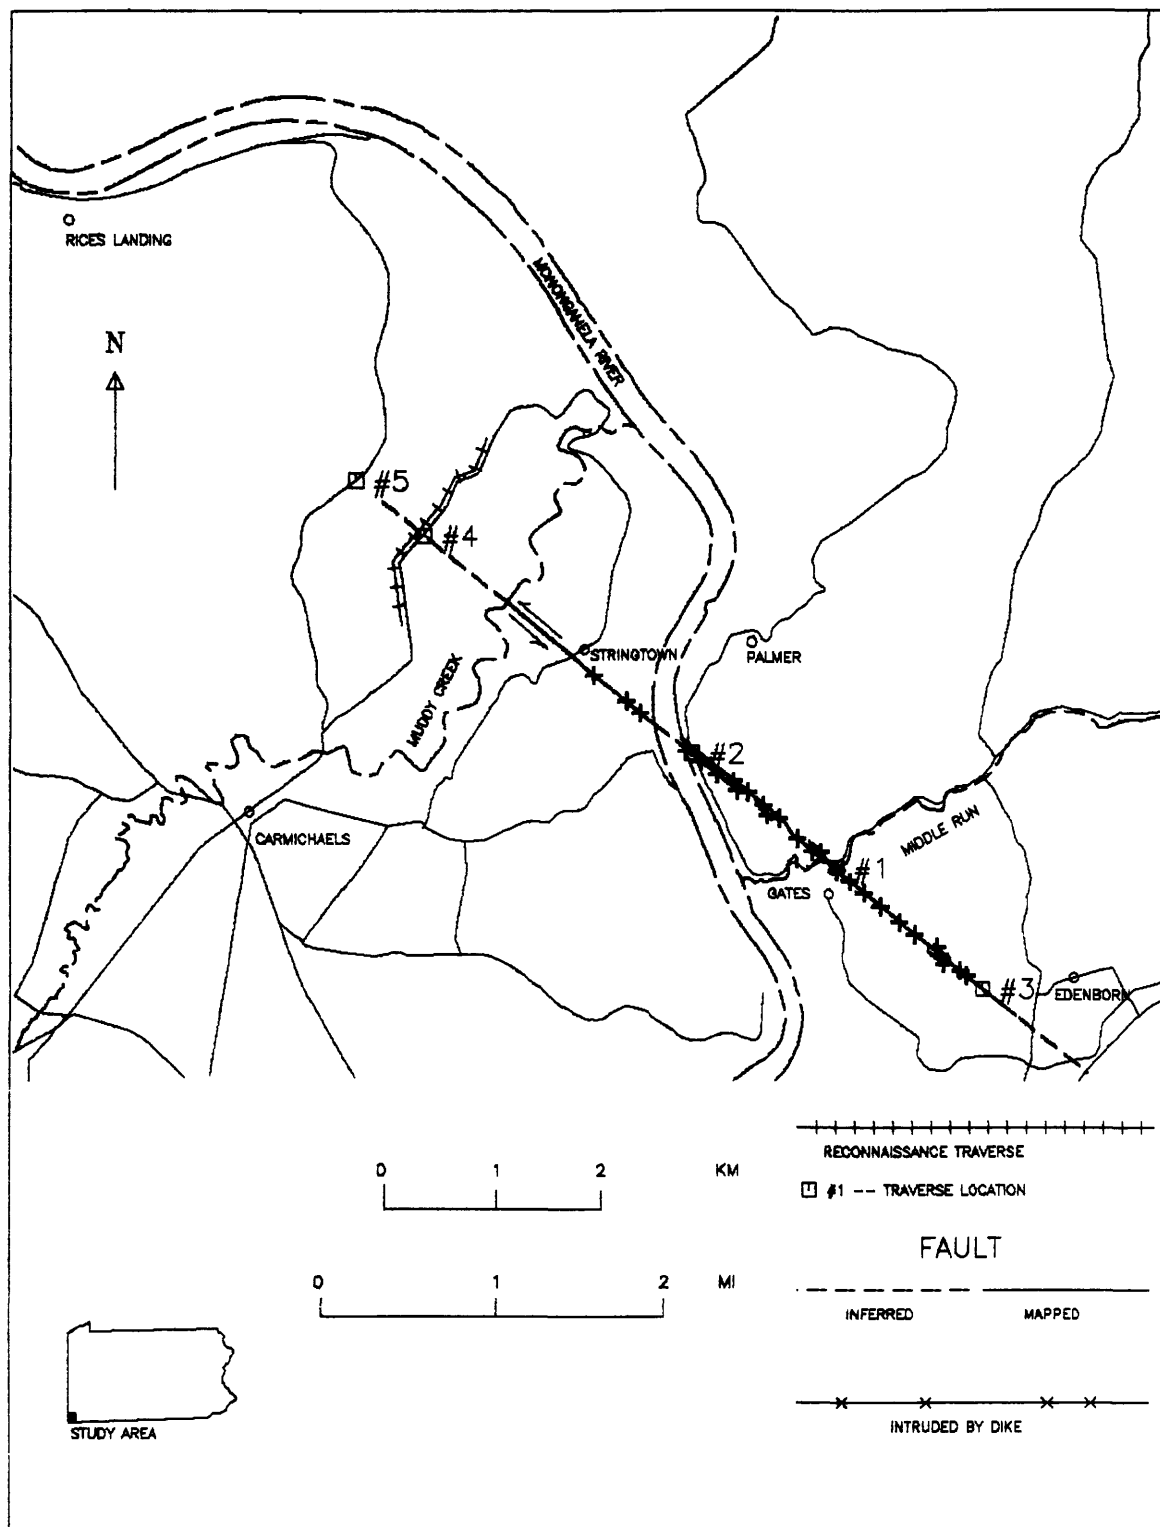 RICES LANDING
N
MONONGAHELA RIVER
#5
#4
STRINGTOWN
PALMER
MUDDY CREEK
#2
MIDDLE RUN
CARMICHAELS
#1
GATES
#3
EDENBORN
0 1 2 KM
RECONNAISSANCE TRAVERSE
#1 -- TRAVERSE LOCATION
FAULT
0 1 2 MI
INFERRED MAPPED
INTRUDED BY DIKE
STUDY AREA